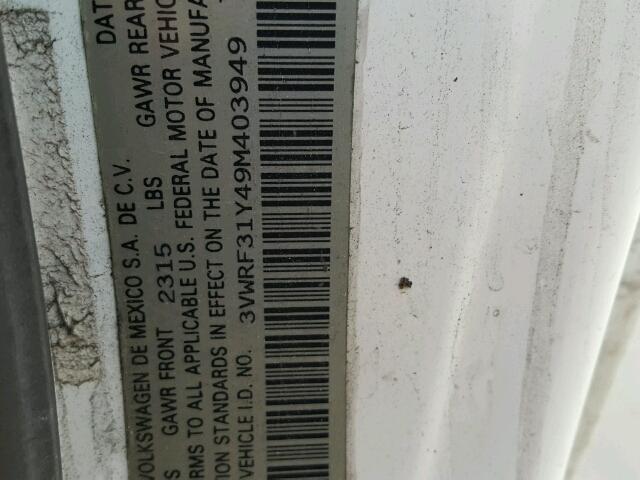 DAT
VOLKSWAGEN DE MEXICO S.A. DE C.V.
GAWR FRONT 2315 LBS GAWR REAR
RMS TO ALL APPLICABLE U.S. FEDERAL MOTOR VEHIC
ION STANDARDS IN EFFECT ON THE DATE OF MANUFA
VEHICLE I.D. NO. 3VWRF31Y49M403949